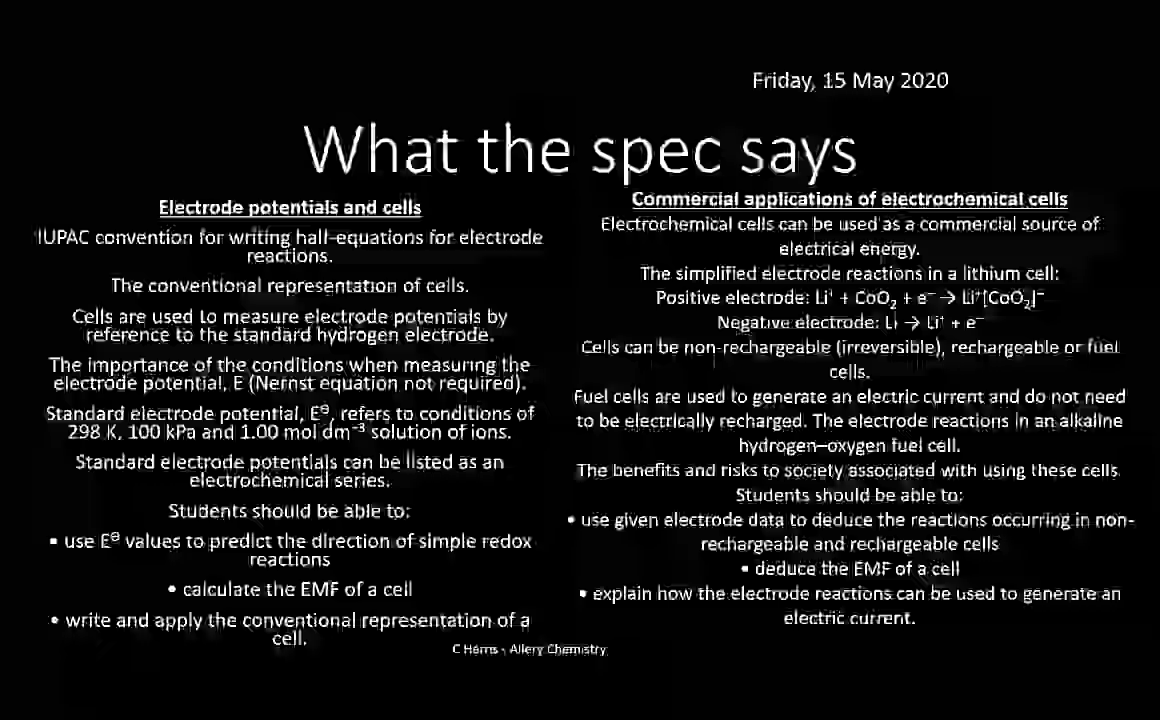 Friday, 15 May 2020
What the spec says
Electrode potentials and cells
IUPAC convention for writing half-equations for electrode
reactions.
The conventional representation of cells.
Cells are used to measure electrode potentials by
reference to the standard hydrogen electrode.
The importance of the conditions when measuring the
electrode potential, E (Nernst equation not required).
Standard electrode potential, E⦵, refers to conditions of
298 K, 100 kPa and 1.00 mol dm⁻³ solution of ions.
Standard electrode potentials can be listed as an
electrochemical series.
Students should be able to:
• use E⦵ values to predict the direction of simple redox
reactions
• calculate the EMF of a cell
• write and apply the conventional representation of a
cell.
Commercial applications of electrochemical cells
Electrochemical cells can be used as a commercial source of
electrical energy.
The simplified electrode reactions in a lithium cell:
Positive electrode: Li⁺ + CoO₂ + e⁻ → Li⁺[CoO₂]⁻
Negative electrode: Li → Li⁺ + e⁻
Cells can be non-rechargeable (irreversible), rechargeable or fuel
cells.
Fuel cells are used to generate an electric current and do not need
to be electrically recharged. The electrode reactions in an alkaline
hydrogen–oxygen fuel cell.
The benefits and risks to society associated with using these cells.
Students should be able to:
• use given electrode data to deduce the reactions occurring in non-
rechargeable and rechargeable cells
• deduce the EMF of a cell
• explain how the electrode reactions can be used to generate an
electric current.
C Harris - Allery Chemistry